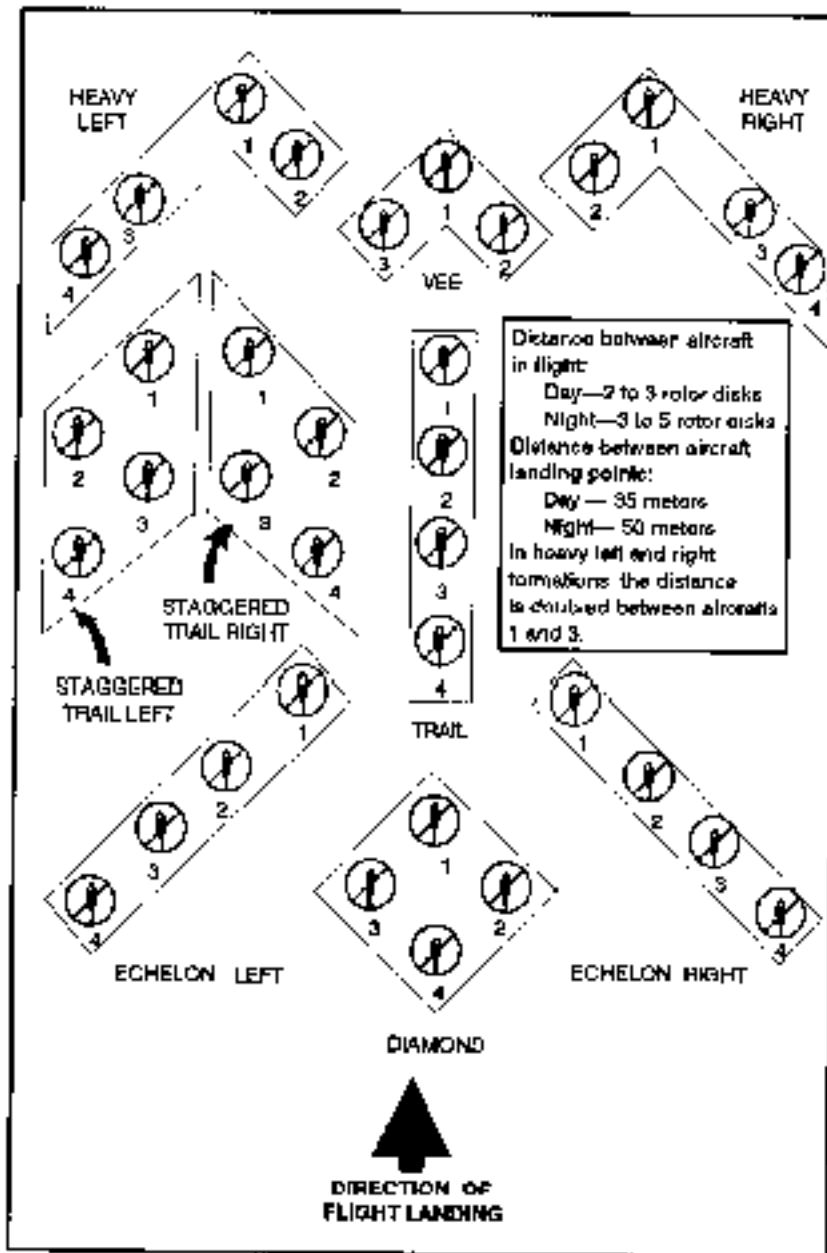 HEAVY
LEFT
1
2
3
4
HEAVY
RIGHT
1
2
3
4
1
2
3
VEE
1
2
3
4
STAGGERED
TRAIL LEFT
1
2
3
4
STAGGERED
TRAIL RIGHT
1
2
3
4
TRAIL
Distance between aircraft
in flight:
Day—2 to 3 rotor disks
Night—3 to 5 rotor disks
Distance between aircraft
landing points:
Day — 35 meters
Night— 50 meters
In heavy left and right
formations the distance
is doubled between aircrafts
1 and 3.
1
2
3
4
ECHELON LEFT
1
2
3
4
DIAMOND
1
2
3
4
ECHELON RIGHT
DIRECTION OF
FLIGHT LANDING